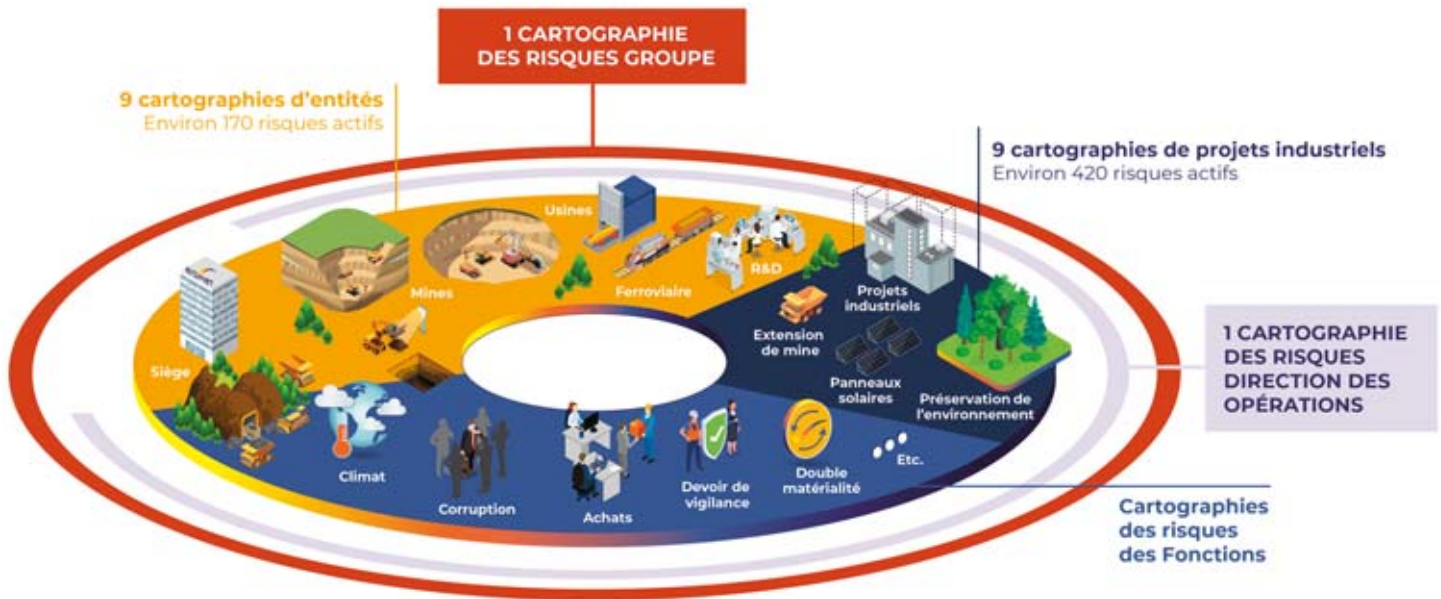 1 CARTOGRAPHIE
DES RISQUES GROUPE
9 cartographies d'entités
Environ 170 risques actifs
9 cartographies de projets industriels
Environ 420 risques actifs
Usines
R&D
Mines
Ferroviaire
Projets
industriels
Extension
de mine
Siège
Panneaux
solaires
Préservation de
l'environnement
1 CARTOGRAPHIE
DES RISQUES
DIRECTION DES
OPÉRATIONS
Climat
Corruption
Achats
Devoir de
vigilance
Double
matérialité
Etc.
Cartographies
des risques
des Fonctions